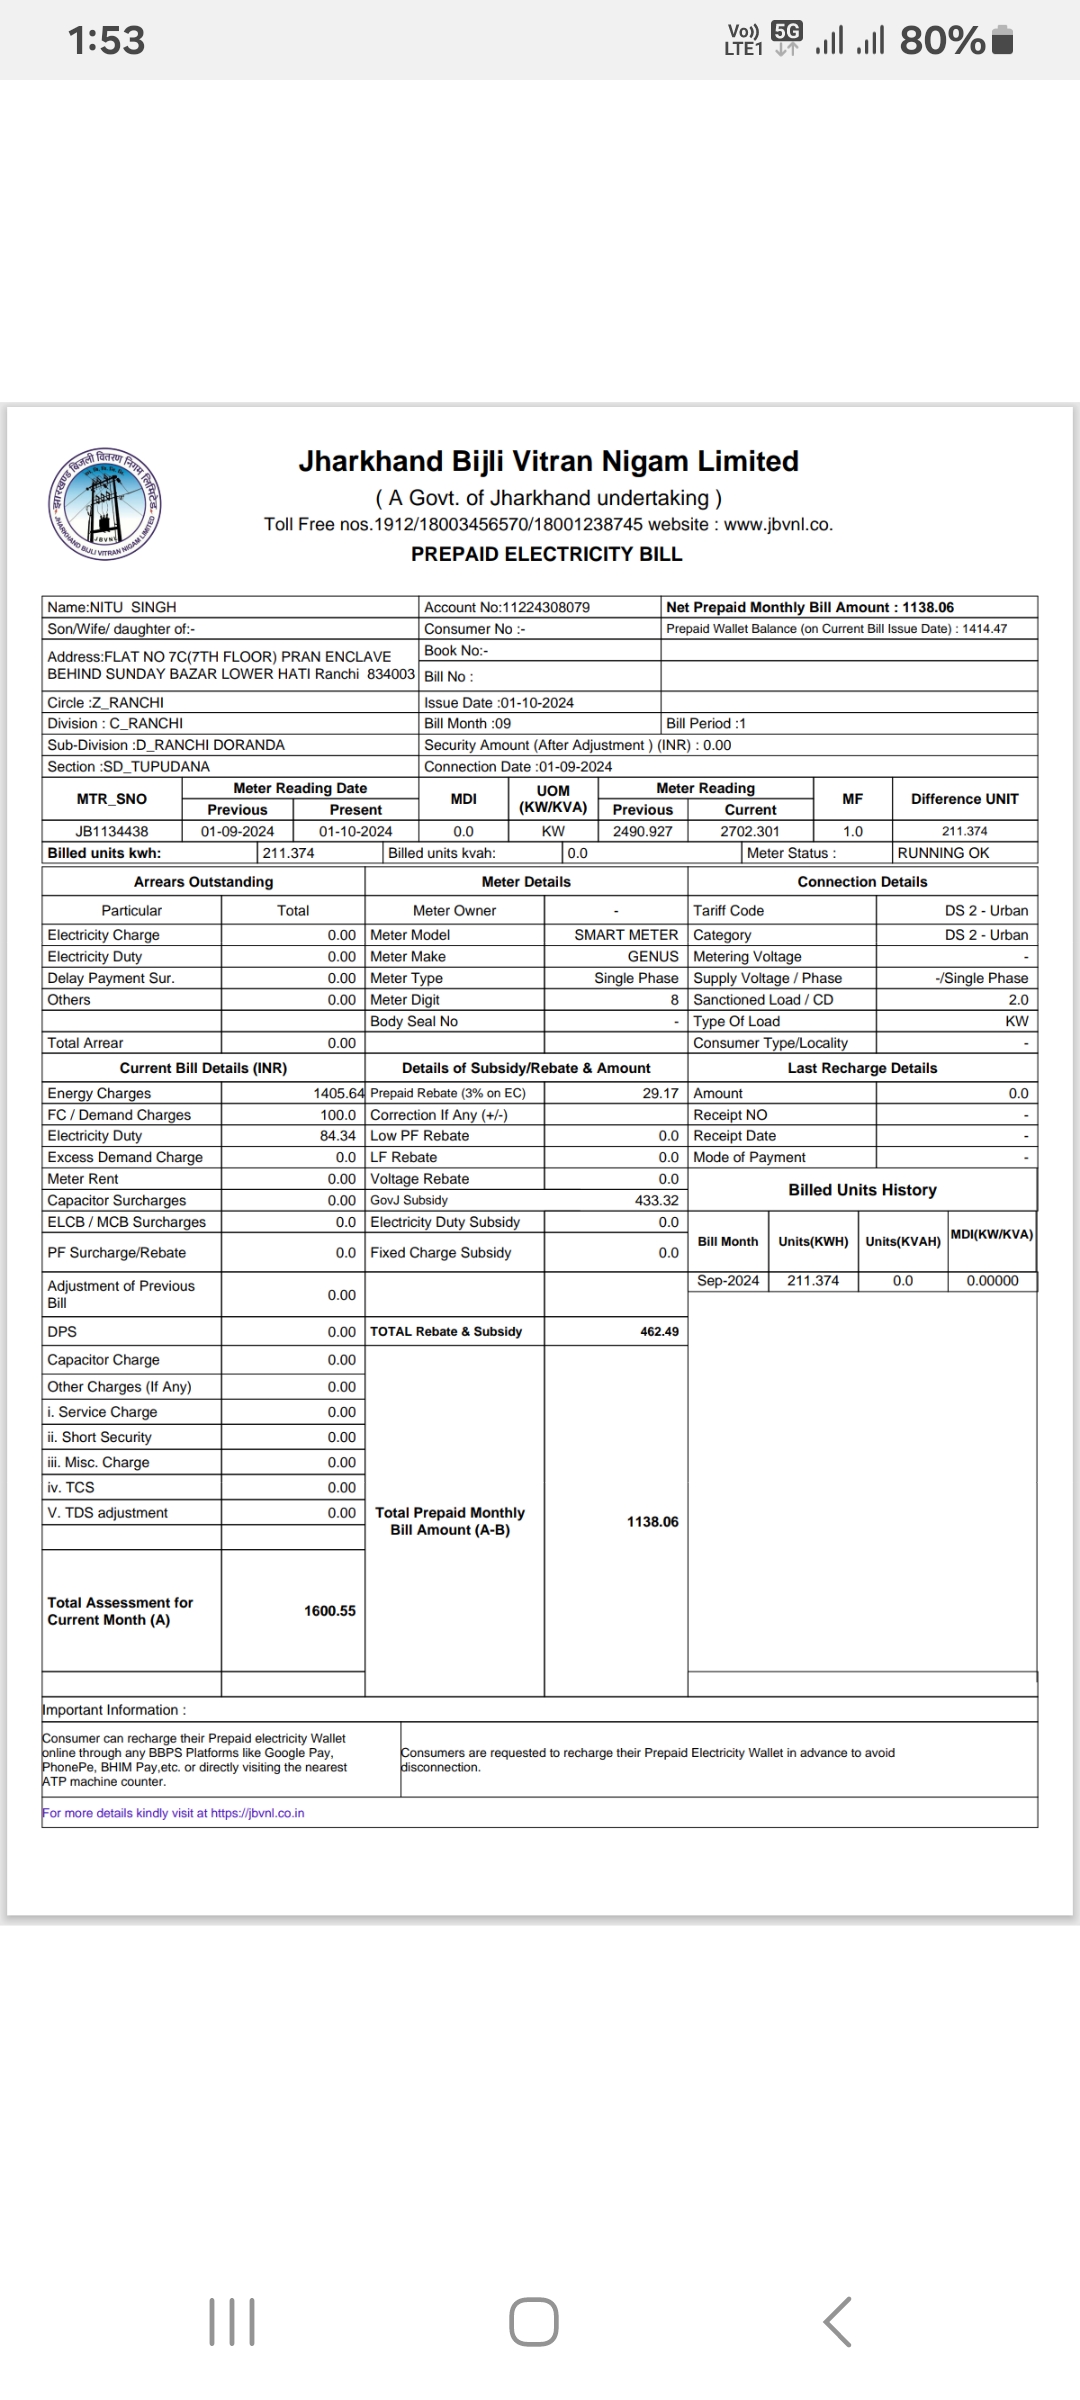 1:53 Vo)) LTE1 5G 80%
झारखण्ड बिजली वितरण निगम लिमिटेड
JBVNL
JHARKHAND BIJLI VITRAN NIGAM LIMITED
Jharkhand Bijli Vitran Nigam Limited
( A Govt. of Jharkhand undertaking )
Toll Free nos.1912/18003456570/18001238745 website : www.jbvnl.co.
PREPAID ELECTRICITY BILL
Name:NITU SINGH Account No:11224308079 Net Prepaid Monthly Bill Amount : 1138.06
Son/Wife/ daughter of:- Consumer No :- Prepaid Wallet Balance (on Current Bill Issue Date) : 1414.47
Address:FLAT NO 7C(7TH FLOOR) PRAN ENCLAVE Book No:-
BEHIND SUNDAY BAZAR LOWER HATI Ranchi 834003 Bill No :
Circle :Z_RANCHI Issue Date :01-10-2024
Division : C_RANCHI Bill Month :09 Bill Period :1
Sub-Division :D_RANCHI DORANDA Security Amount (After Adjustment ) (INR) : 0.00
Section :SD_TUPUDANA Connection Date :01-09-2024
MTR_SNO Meter Reading Date MDI UOM (KW/KVA) Meter Reading MF Difference UNIT
Previous Present Previous Current
JB1134438 01-09-2024 01-10-2024 0.0 KW 2490.927 2702.301 1.0 211.374
Billed units kwh: 211.374 Billed units kvah: 0.0 Meter Status : RUNNING OK
Arrears Outstanding Meter Details Connection Details
Particular Total Meter Owner - Tariff Code DS 2 - Urban
Electricity Charge 0.00 Meter Model SMART METER Category DS 2 - Urban
Electricity Duty 0.00 Meter Make GENUS Metering Voltage -
Delay Payment Sur. 0.00 Meter Type Single Phase Supply Voltage / Phase -/Single Phase
Others 0.00 Meter Digit 8 Sanctioned Load / CD 2.0
Body Seal No - Type Of Load KW
Total Arrear 0.00 Consumer Type/Locality -
Current Bill Details (INR) Details of Subsidy/Rebate & Amount Last Recharge Details
Energy Charges 1405.64 Prepaid Rebate (3% on EC) 29.17 Amount 0.0
FC / Demand Charges 100.0 Correction If Any (+/-) Receipt NO -
Electricity Duty 84.34 Low PF Rebate 0.0 Receipt Date -
Excess Demand Charge 0.0 LF Rebate 0.0 Mode of Payment -
Meter Rent 0.00 Voltage Rebate 0.0 Billed Units History
Capacitor Surcharges 0.00 GovJ Subsidy 433.32
ELCB / MCB Surcharges 0.0 Electricity Duty Subsidy 0.0 Bill Month Units(KWH) Units(KVAH) MDI(KW/KVA)
PF Surcharge/Rebate 0.0 Fixed Charge Subsidy 0.0
Adjustment of Previous Bill 0.00 Sep-2024 211.374 0.0 0.00000
DPS 0.00 TOTAL Rebate & Subsidy 462.49
Capacitor Charge 0.00
Other Charges (If Any) 0.00
i. Service Charge 0.00
ii. Short Security 0.00
iii. Misc. Charge 0.00
iv. TCS 0.00
V. TDS adjustment 0.00 Total Prepaid Monthly Bill Amount (A-B) 1138.06
Total Assessment for Current Month (A) 1600.55
Important Information :
Consumer can recharge their Prepaid electricity Wallet
online through any BBPS Platforms like Google Pay,
PhonePe, BHIM Pay,etc. or directly visiting the nearest
ATP machine counter.
Consumers are requested to recharge their Prepaid Electricity Wallet in advance to avoid
disconnection.
For more details kindly visit at https://jbvnl.co.in